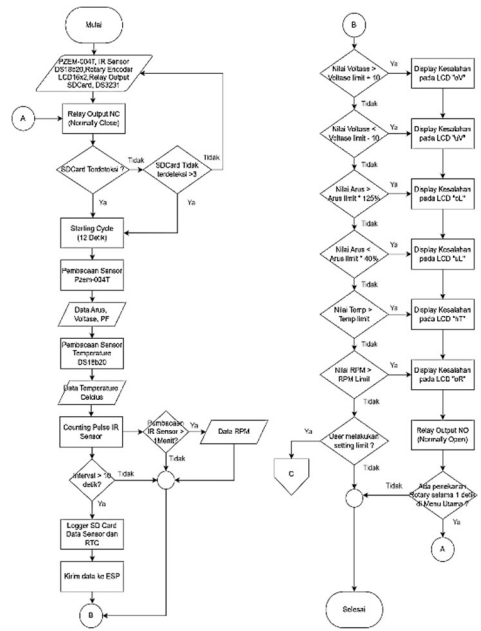 Mulai
PZEM-004T, IR Sensor
DS18b20,Rotary Encoder
LCD16x2,Relay Output
SDCard, DS3231
A
Relay Output NC
(Normally Close)
SDCard Terdeteksi ?
Tidak
SDCard Tidak
terdeteksi >3
Tidak
Ya
Ya
Starting Cycle
(12 Detik)
Pembacaan Sensor
Pzem-004T
Data Arus,
Voltase, PF
Pembacaan Sensor
Temperature
DS18b20
Data Temperature
Celcius
Counting Pulse IR
Sensor
Pembacaan
IR Sensor >
1Menit?
Ya
Data RPM
Tidak
Interval > 10
detik?
Tidak
Ya
Logger SD Card
Data Sensor dan
RTC
Kirim data ke ESP
B
B
Nilai Voltase >
Voltase limit + 10
Ya
Display Kesalahan
pada LCD "oV"
Tidak
Nilai Voltase <
Voltase limit - 10
Ya
Display Kesalahan
pada LCD "uV"
Tidak
Nilai Arus >
Arus limit * 125%
Ya
Display Kesalahan
pada LCD "oL"
Tidak
Nilai Arus <
Arus limit * 40%
Ya
Display Kesalahan
pada LCD "uL"
Tidak
Nilai Temp >
Temp limit
Ya
Display Kesalahan
pada LCD "hT"
Tidak
Nilai RPM >
RPM Limit
Ya
Display Kesalahan
pada LCD "oR"
Tidak
Ya
User melakukan
setting limit ?
C
Relay Output NO
(Normally Open)
Tidak
Tidak
Ada penekanan
Rotary selama 1 detik
di Menu Utama ?
Ya
A
Selesai